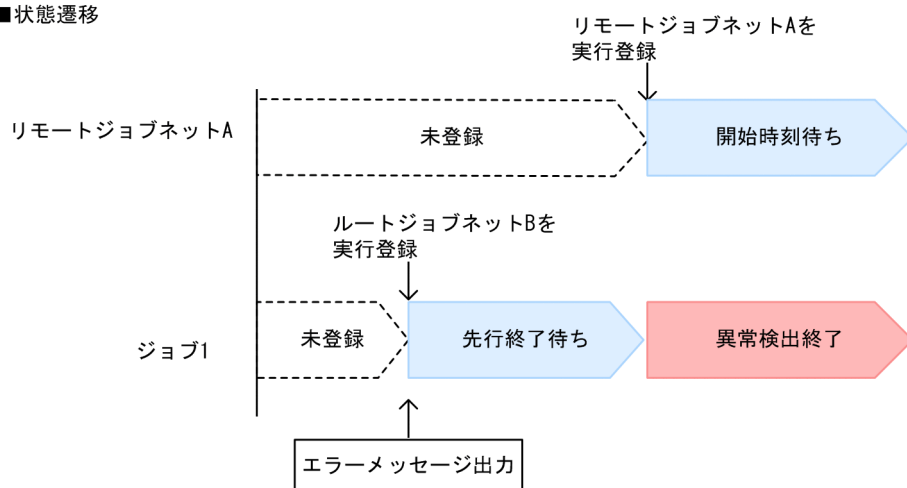 ■状態遷移
リモートジョブネットAを
実行登録
リモートジョブネットA
未登録
開始時刻待ち
ルートジョブネットBを
実行登録
ジョブ1
未登録
先行終了待ち
異常検出終了
エラーメッセージ出力